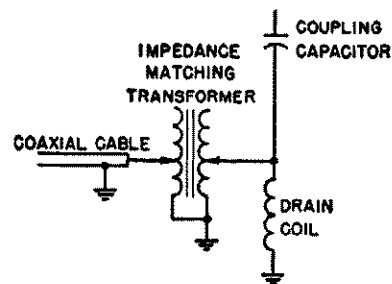 COUPLING
CAPACITOR
IMPEDANCE
MATCHING
TRANSFORMER
COAXIAL CABLE
DRAIN
COIL